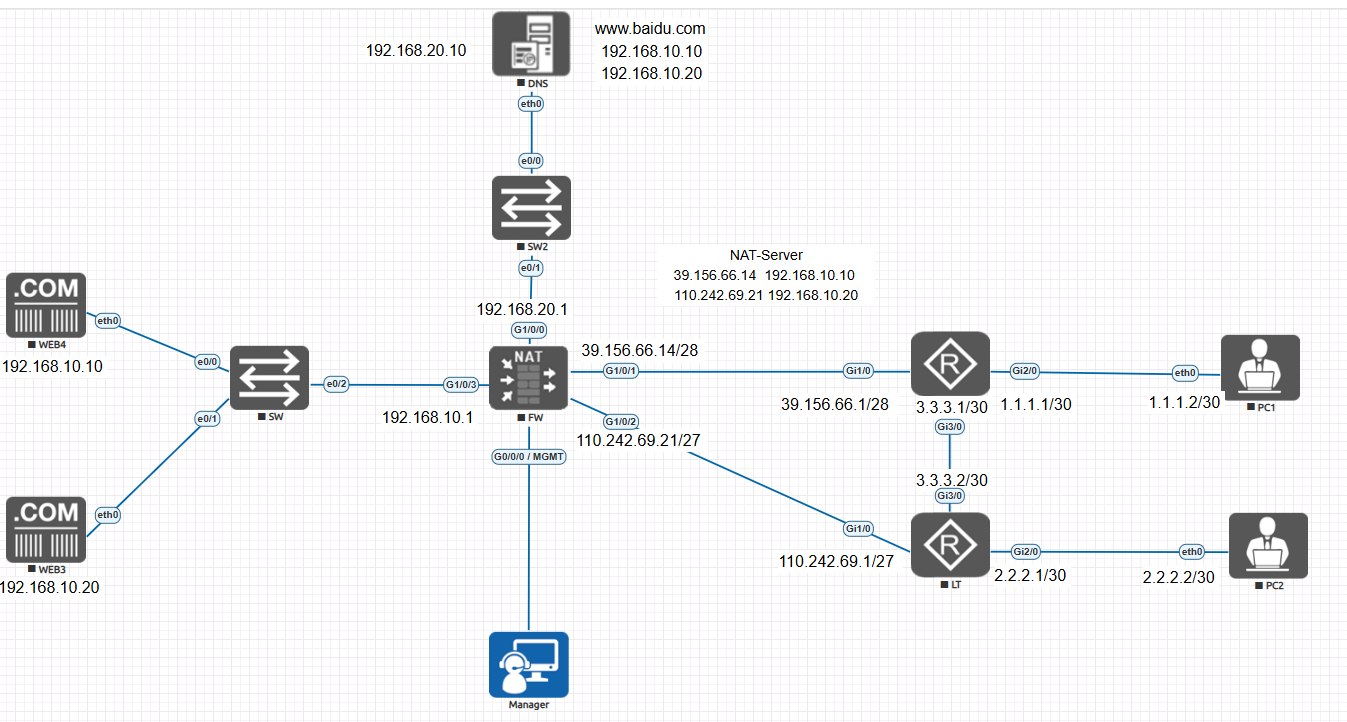 www.baidu.com
192.168.20.10
192.168.10.10
192.168.10.20
DNS
eth0
e0/0
SW2
e0/1
NAT-Server
39.156.66.14 192.168.10.10
110.242.69.21 192.168.10.20
.COM
eth0
WEB4
192.168.10.10
192.168.20.1
G1/0/0
NAT
39.156.66.14/28
e0/0
e0/2
G1/0/3
G1/0/1
Gi1/0
R
Gi2/0
eth0
e0/1
SW
192.168.10.1
FW
39.156.66.1/28
3.3.3.1/30
1.1.1.1/30
1.1.1.2/30
PC1
G1/0/2
110.242.69.21/27
Gi3/0
G0/0/0 / MGMT
3.3.3.2/30
Gi3/0
.COM
eth0
WEB3
192.168.10.20
Gi1/0
R
Gi2/0
eth0
110.242.69.1/27
LT
2.2.2.1/30
2.2.2.2/30
PC2
Manager